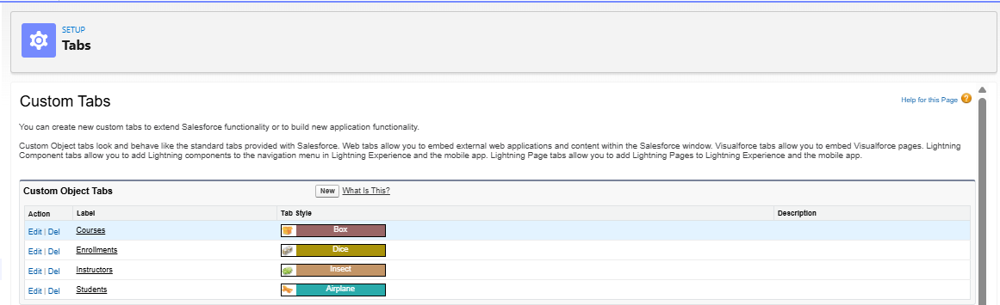 SETUP
Tabs
Custom Tabs
Help for this Page ?
You can create new custom tabs to extend Salesforce functionality or to build new application functionality.
Custom Object tabs look and behave like the standard tabs provided with Salesforce. Web tabs allow you to embed external web applications and content within the Salesforce window. Visualforce tabs allow you to embed Visualforce pages. Lightning
Component tabs allow you to add Lightning components to the navigation menu in Lightning Experience and the mobile app. Lightning Page tabs allow you to add Lightning Pages to Lightning Experience and the mobile app.
Custom Object Tabs New What Is This?
Action Label Tab Style Description
Edit | Del Courses Box
Edit | Del Enrollments Dice
Edit | Del Instructors Insect
Edit | Del Students Airplane